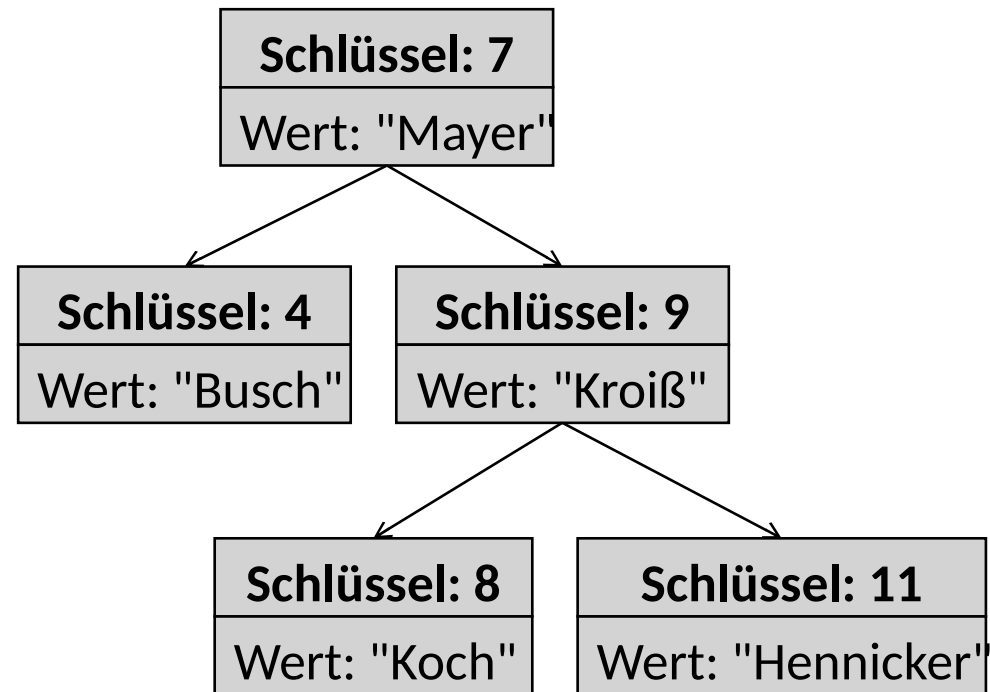 Schlüssel: 7
Wert: "Mayer"
Schlüssel: 4
Wert: "Busch"
Schlüssel: 9
Wert: "Kroiß"
Schlüssel: 8
Wert: "Koch"
Schlüssel: 11
Wert: "Hennicker"